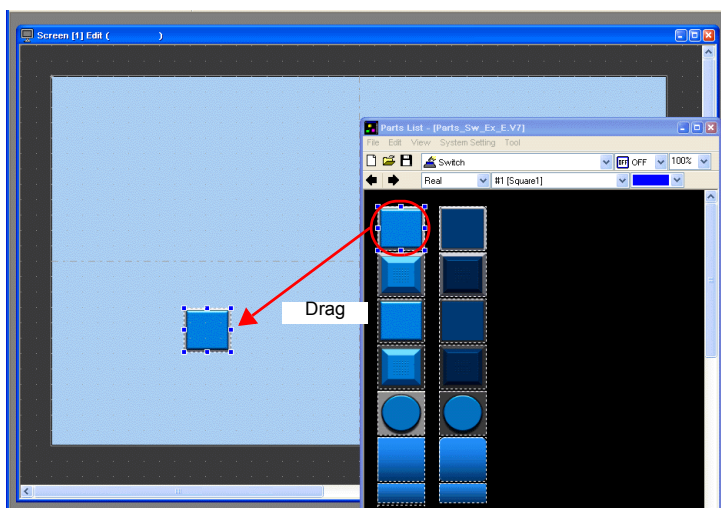 Screen [1] Edit ( )
Parts List - [Parts_Sw_Ex_E.V7]
File Edit View System Setting Tool
Switch OFF OFF 100%
Real #1 [Square1]
Drag